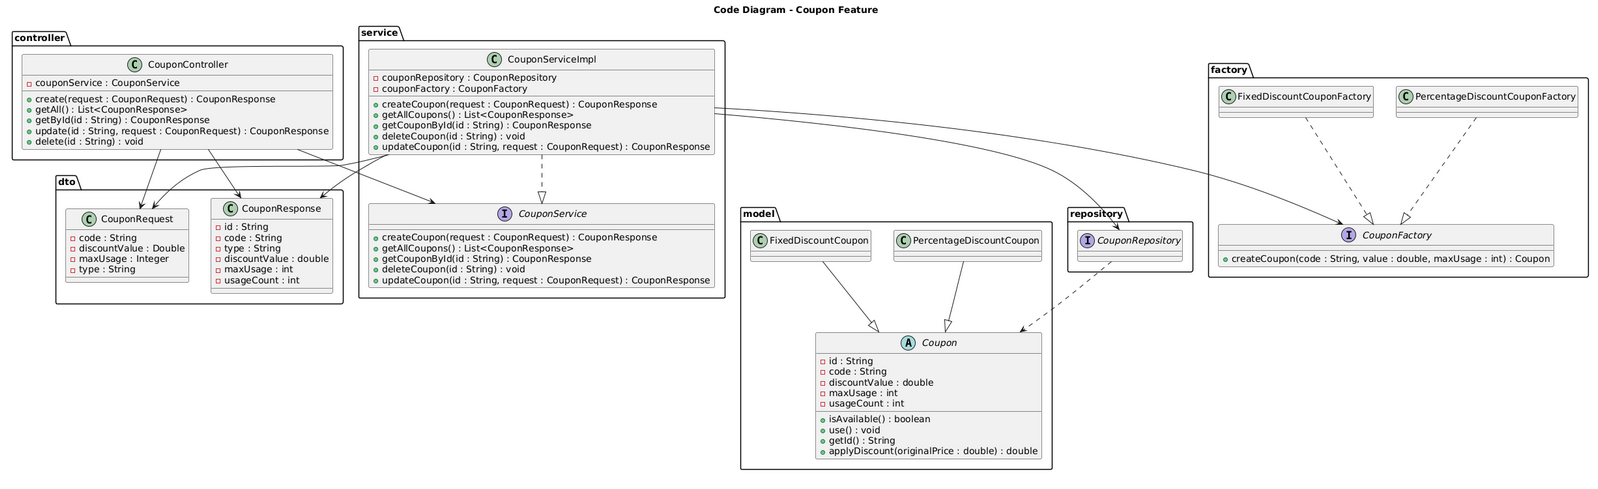 Code Diagram - Coupon Feature
controller
C CouponController
couponService : CouponService
create(request : CouponRequest) : CouponResponse
getAll() : List<CouponResponse>
getById(id : String) : CouponResponse
update(id : String, request : CouponRequest) : CouponResponse
delete(id : String) : void
service
C CouponServiceImpl
couponRepository : CouponRepository
couponFactory : CouponFactory
createCoupon(request : CouponRequest) : CouponResponse
getAllCoupons() : List<CouponResponse>
getCouponById(id : String) : CouponResponse
deleteCoupon(id : String) : void
updateCoupon(id : String, request : CouponRequest) : CouponResponse
I CouponService
createCoupon(request : CouponRequest) : CouponResponse
getAllCoupons() : List<CouponResponse>
getCouponById(id : String) : CouponResponse
deleteCoupon(id : String) : void
updateCoupon(id : String, request : CouponRequest) : CouponResponse
factory
C FixedDiscountCouponFactory
C PercentageDiscountCouponFactory
I CouponFactory
createCoupon(code : String, value : double, maxUsage : int) : Coupon
dto
C CouponRequest
code : String
discountValue : Double
maxUsage : Integer
type : String
C CouponResponse
id : String
code : String
type : String
discountValue : double
maxUsage : int
usageCount : int
model
C FixedDiscountCoupon
C PercentageDiscountCoupon
A Coupon
id : String
code : String
discountValue : double
maxUsage : int
usageCount : int
isAvailable() : boolean
use() : void
getId() : String
applyDiscount(originalPrice : double) : double
repository
I CouponRepository